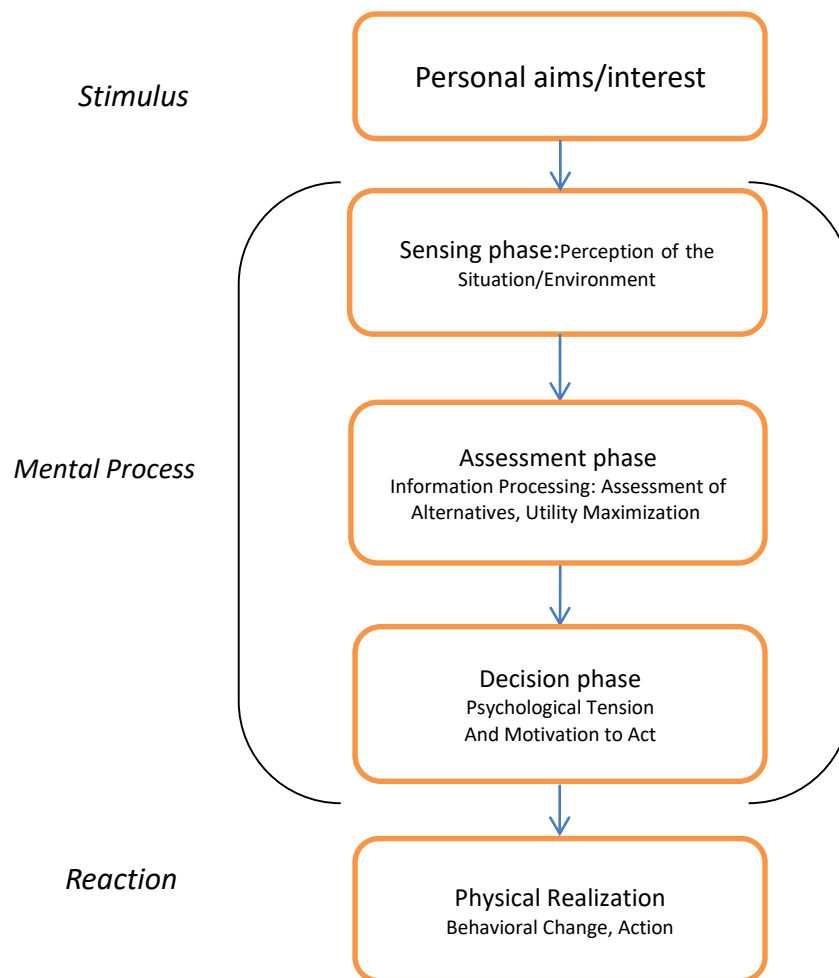 Stimulus
Personal aims/interest
Sensing phase:Perception of the
Situation/Environment
Mental Process
Assessment phase
Information Processing: Assessment of
Alternatives, Utility Maximization
Decision phase
Psychological Tension
And Motivation to Act
Reaction
Physical Realization
Behavioral Change, Action